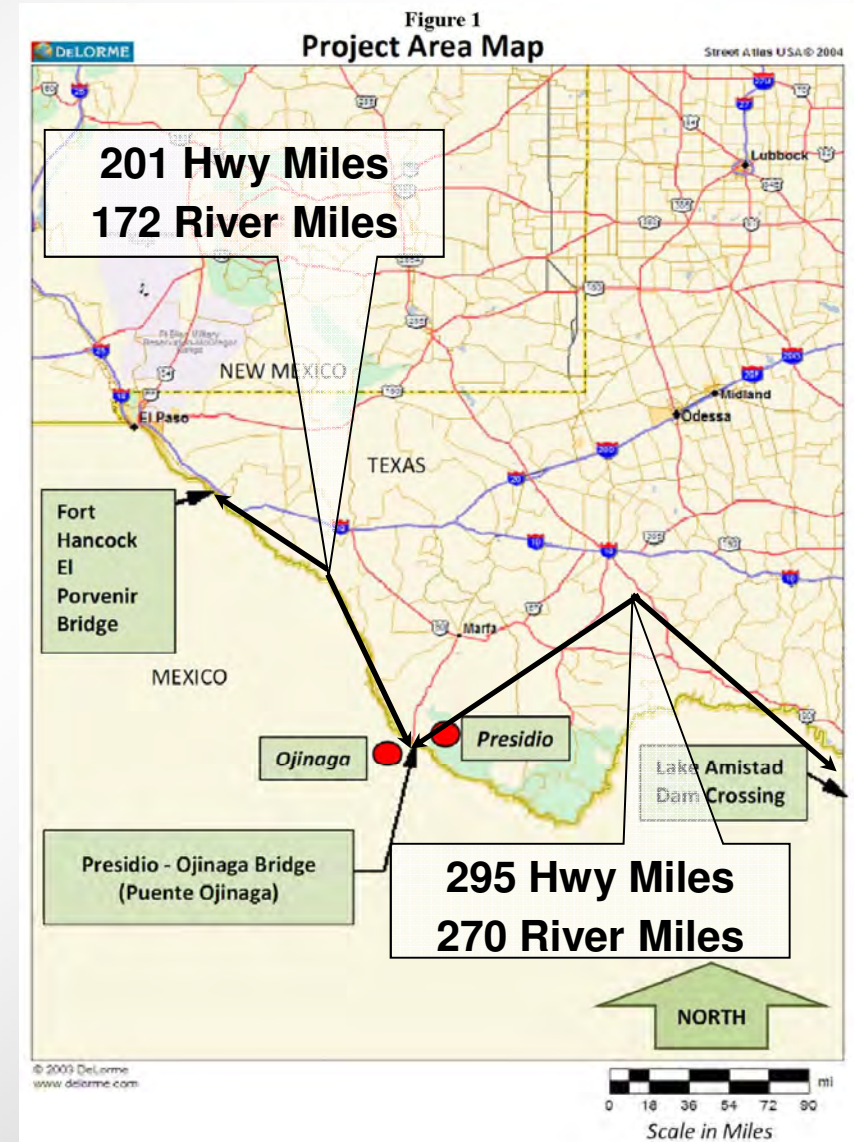 Figure 1
DELORME
Project Area Map
Street Atlas USA® 2004
201 Hwy Miles
172 River Miles
Lubbock
NEW MEXICO
El Paso
Midland
Odessa
TEXAS
Fort
Hancock
El
Porvenir
Bridge
Marfa
MEXICO
Ojinaga
Presidio
Lake Amistad
Dam Crossing
Presidio - Ojinaga Bridge
(Puente Ojinaga)
295 Hwy Miles
270 River Miles
NORTH
© 2003 DeLorme
www.delorme.com
mi
0 18 36 54 72 90
Scale in Miles